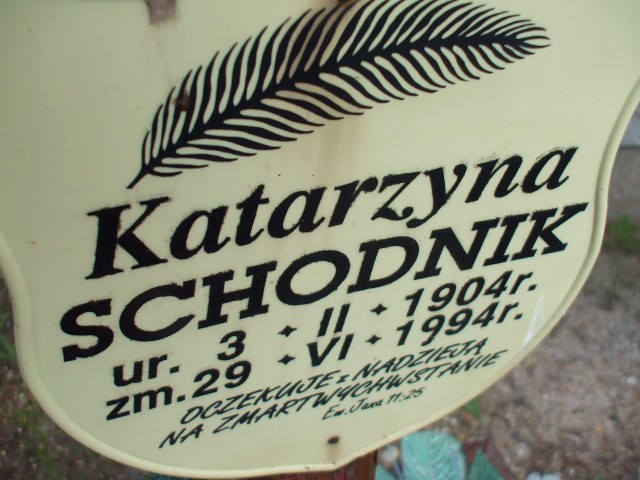 Katarzyna
SCHODNIK
ur. 3 • II • 1904r.
zm. 29 • VI • 1994r.
OCZEKUJE z NADZIEJĄ
NA ZMARTWYCHWSTANIE
Ew. Jana 11:25